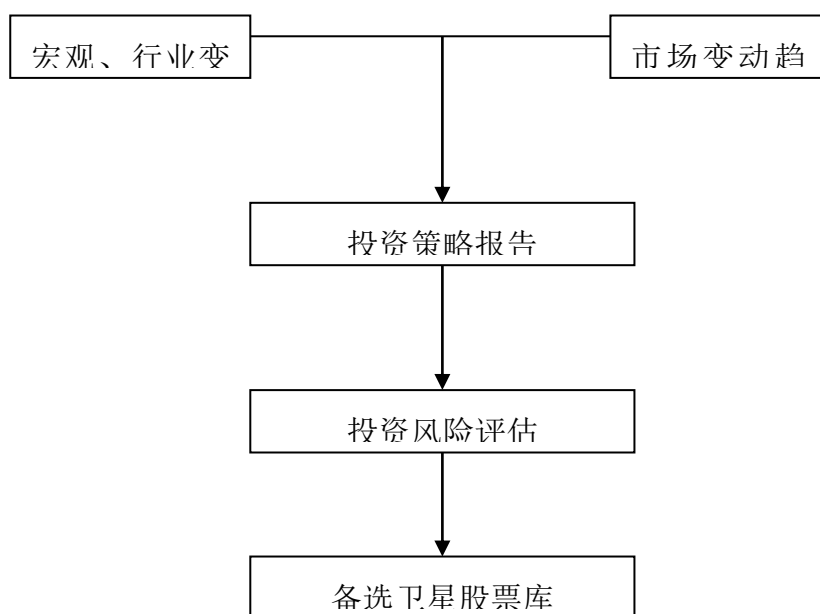 宏观、行业变
市场变动趋
投资策略报告
投资风险评估
备选卫星股票库